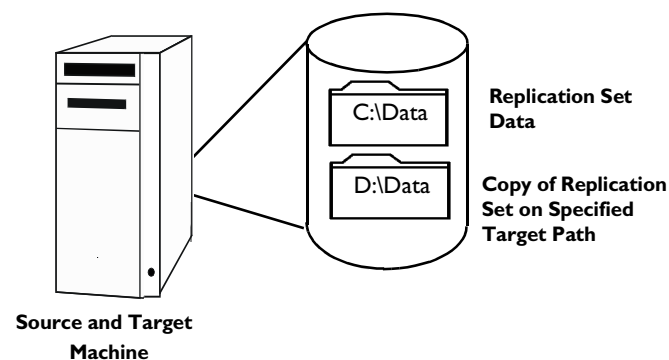 C:\Data
Replication Set
Data
D:\Data
Copy of Replication
Set on Specified
Target Path
Source and Target
Machine